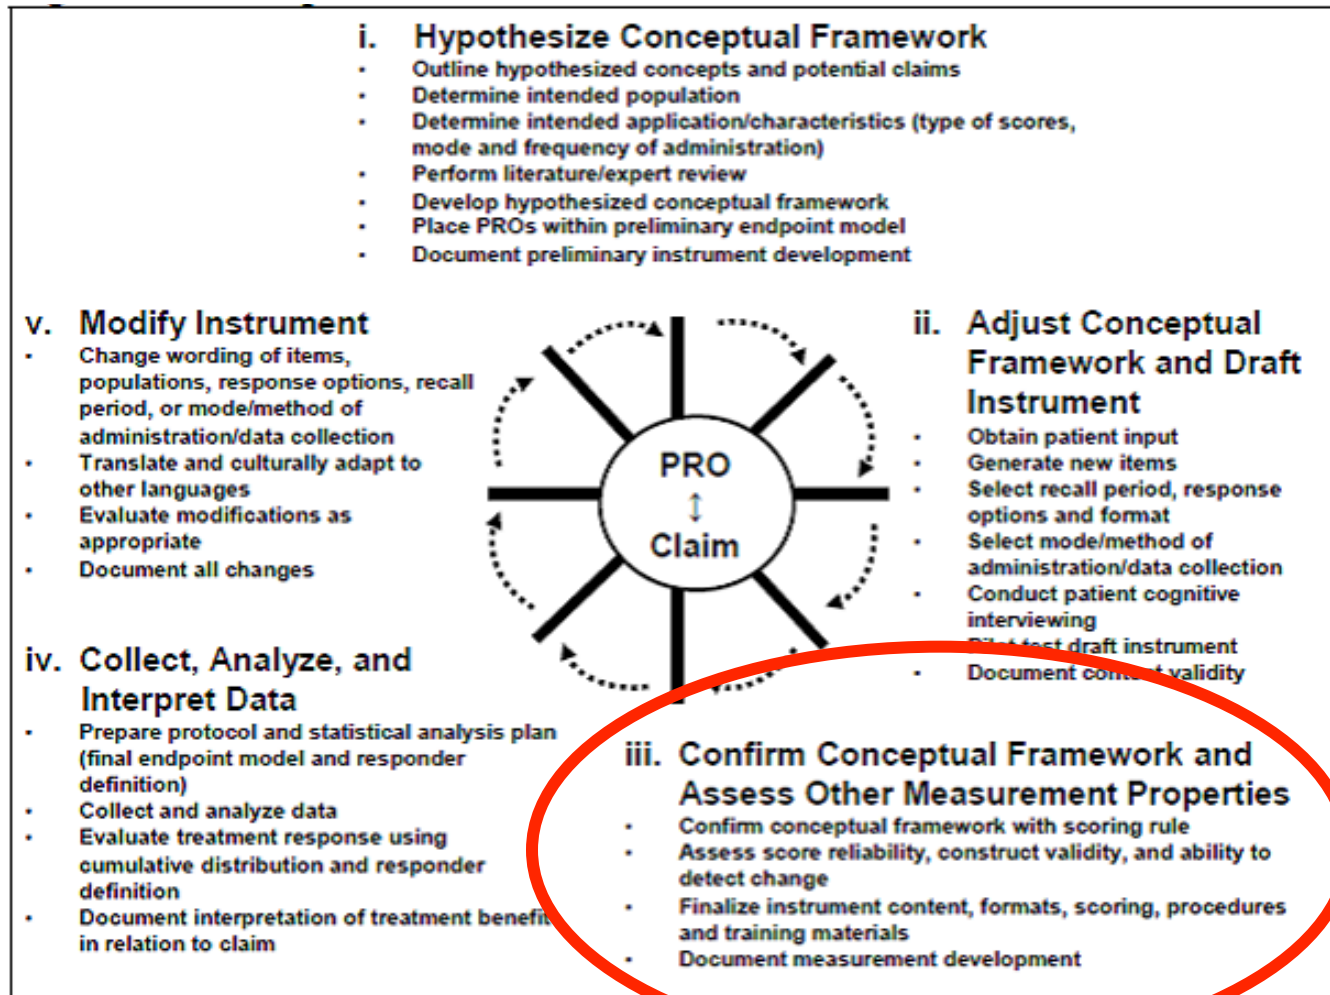 i. Hypothesize Conceptual Framework
· Outline hypothesized concepts and potential claims
· Determine intended population
· Determine intended application/characteristics (type of scores,
mode and frequency of administration)
· Perform literature/expert review
· Develop hypothesized conceptual framework
· Place PROs within preliminary endpoint model
· Document preliminary instrument development
ii. Adjust Conceptual
Framework and Draft
Instrument
· Obtain patient input
· Generate new items
· Select recall period, response
options and format
· Select mode/method of
administration/data collection
· Conduct patient cognitive
interviewing
· Pilot test draft instrument
· Document content validity
PRO
↕
Claim
iii. Confirm Conceptual Framework and
Assess Other Measurement Properties
· Confirm conceptual framework with scoring rule
· Assess score reliability, construct validity, and ability to
detect change
· Finalize instrument content, formats, scoring, procedures
and training materials
· Document measurement development
iv. Collect, Analyze, and
Interpret Data
· Prepare protocol and statistical analysis plan
(final endpoint model and responder
definition)
· Collect and analyze data
· Evaluate treatment response using
cumulative distribution and responder
definition
· Document interpretation of treatment benefit
in relation to claim
v. Modify Instrument
· Change wording of items,
populations, response options, recall
period, or mode/method of
administration/data collection
· Translate and culturally adapt to
other languages
· Evaluate modifications as
appropriate
· Document all changes